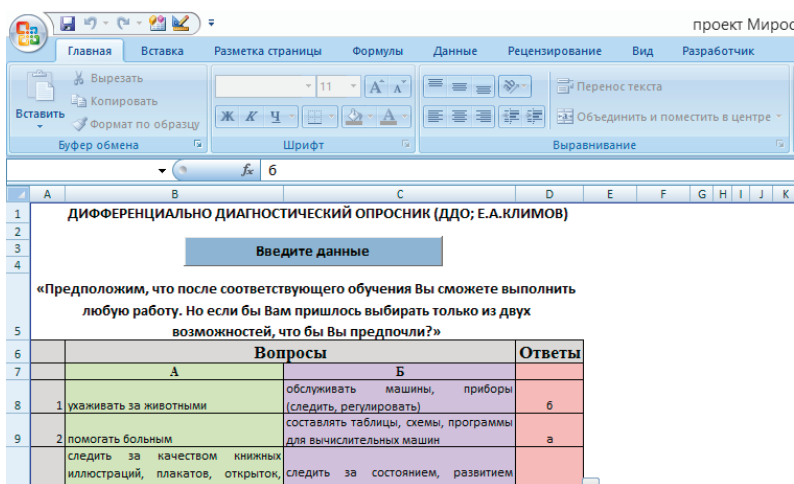 проект Мирос
Главная Вставка Разметка страницы Формулы Данные Рецензирование Вид Разработчик
Вырезать
Копировать
Формат по образцу
Вставить
11
A A
Перенос текста
Ж К Ч
А
Объединить и поместить в центре
Буфер обмена Шрифт Выравнивание
fx б
A B C D E F G H I J K
1 ДИФФЕРЕНЦИАЛЬНО ДИАГНОСТИЧЕСКИЙ ОПРОСНИК (ДДО; Е.А.КЛИМОВ)
2
3 Введите данные
4
«Предположим, что после соответствующего обучения Вы сможете выполнить
любую работу. Но если бы Вам пришлось выбирать только из двух
5 возможностей, что бы Вы предпочли?»
6 Вопросы Ответы
7 А Б
обслуживать машины, приборы
8 1 ухаживать за животными (следить, регулировать) б
составлять таблицы, схемы, программы
9 2 помогать больным для вычислительных машин а
следить за качеством книжных
иллюстраций, плакатов, открыток, следить за состоянием, развитием